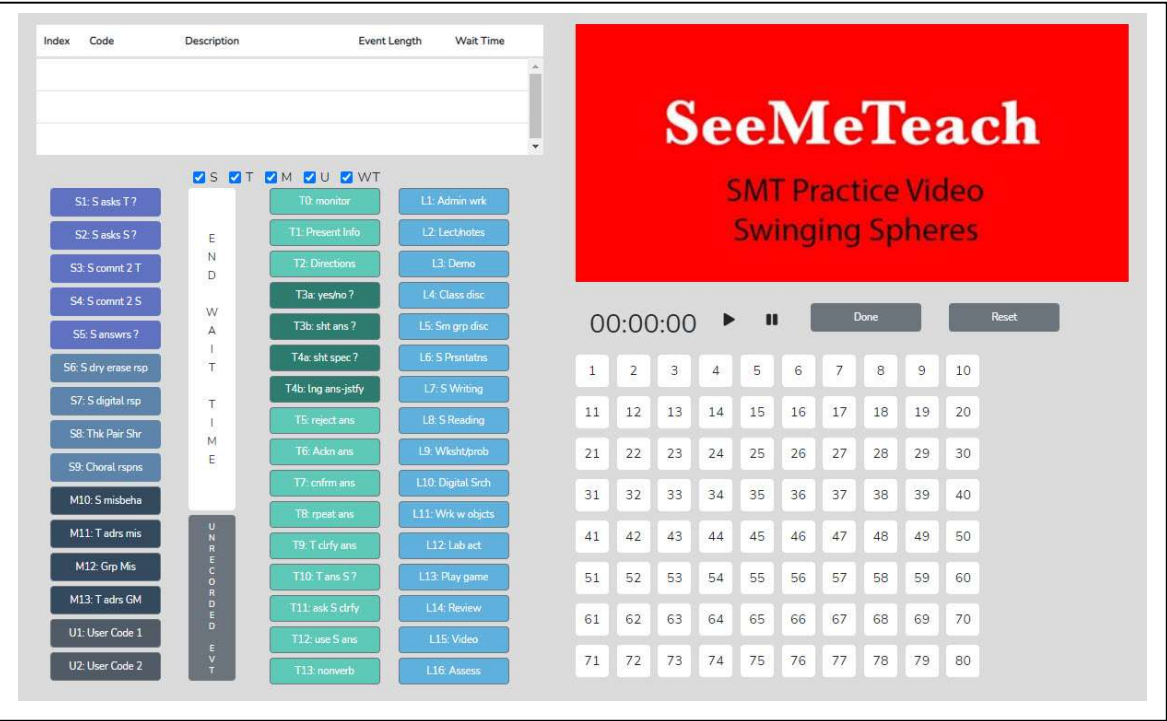 Index Code Description Event Length Wait Time
S T M U WT
S1: S asks T ?
S2: S asks S ?
S3: S comnt 2 T
S4: S comnt 2 S
S5: S answrs ?
S6: S dry erase rsp
S7: S digital rsp
S8: Thk Pair Shr
S9: Choral rspns
M10: S misbeha
M11: T adrs mis
M12: Grp Mis
M13: T adrs GM
U1: User Code 1
U2: User Code 2
END WAIT TIME
UNRECORDED EVT
T0: monitor
T1: Present Info
T2: Directions
T3a: yes/no ?
T3b: sht ans ?
T4a: sht spec ?
T4b: lng ans-jstfy
T5: reject ans
T6: Ackn ans
T7: cnfrm ans
T8: rpeat ans
T9: T clrfy ans
T10: T ans S ?
T11: ask S clrfy
T12: use S ans
T13: nonverb
L1: Admin wrk
L2: Lect/notes
L3: Demo
L4: Class disc
L5: Sm grp disc
L6: S Prsntatns
L7: S Writing
L8: S Reading
L9: Wksht/prob
L10: Digital Srch
L11: Wrk w objcts
L12: Lab act
L13: Play game
L14: Review
L15: Video
L16: Assess
SeeMeTeach
SMT Practice Video
Swinging Spheres
00:00:00 Done Reset
1 2 3 4 5 6 7 8 9 10
11 12 13 14 15 16 17 18 19 20
21 22 23 24 25 26 27 28 29 30
31 32 33 34 35 36 37 38 39 40
41 42 43 44 45 46 47 48 49 50
51 52 53 54 55 56 57 58 59 60
61 62 63 64 65 66 67 68 69 70
71 72 73 74 75 76 77 78 79 80